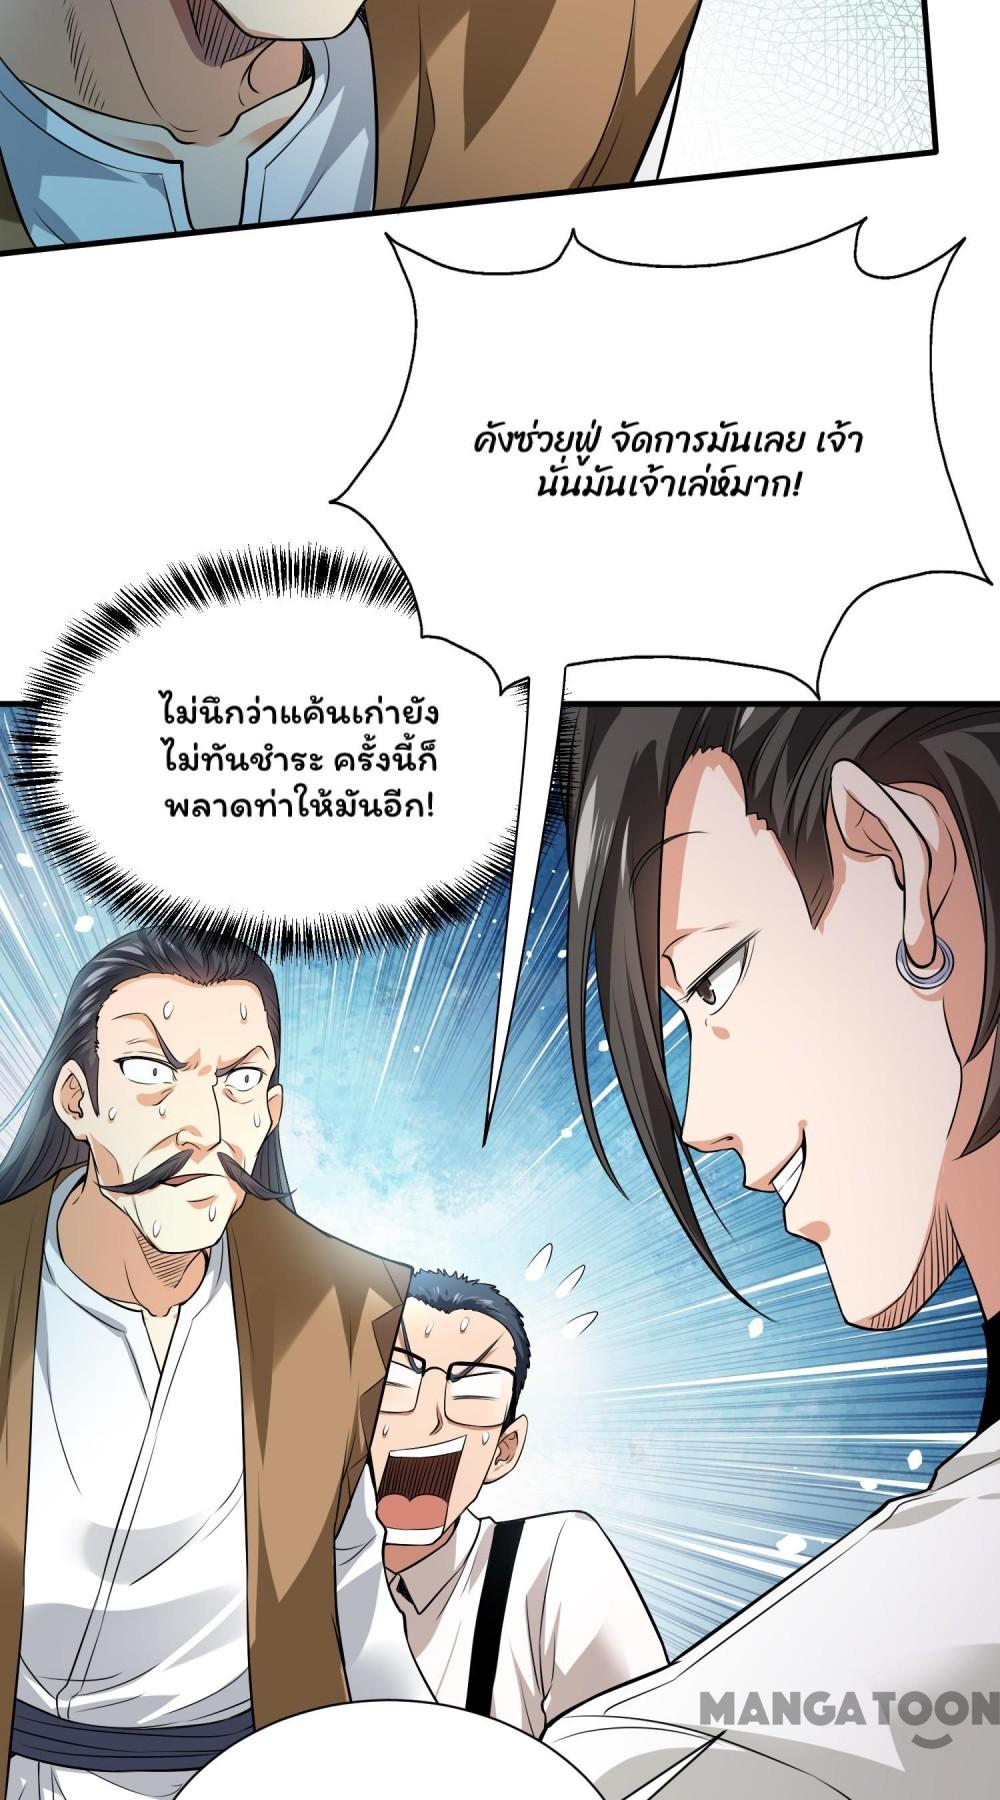 คังซ่วยฟู่ จัดการมันเลย เจ้า
นั่นมันเจ้าเล่ห์มาก!
ไม่นึกว่าแค้นเก่ายัง
ไม่ทันชำระ ครั้งนี้ก็
พลาดท่าให้มันอีก!
MANGATOON